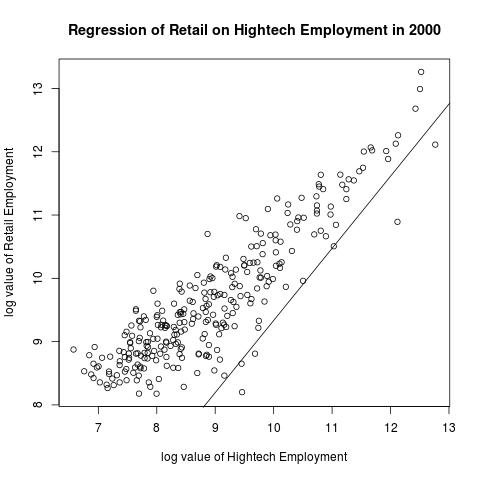 Regression of Retail on Hightech Employment in 2000
log value of Retail Employment
13
12
11
10
9
8
7 8 9 10 11 12 13
log value of Hightech Employment